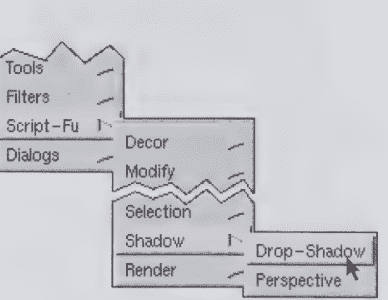 Tools
Filters
Script-Fu
Dialogs
Decor
Modify
Selection
Shadow
Render
Drop-Shadow
Perspective